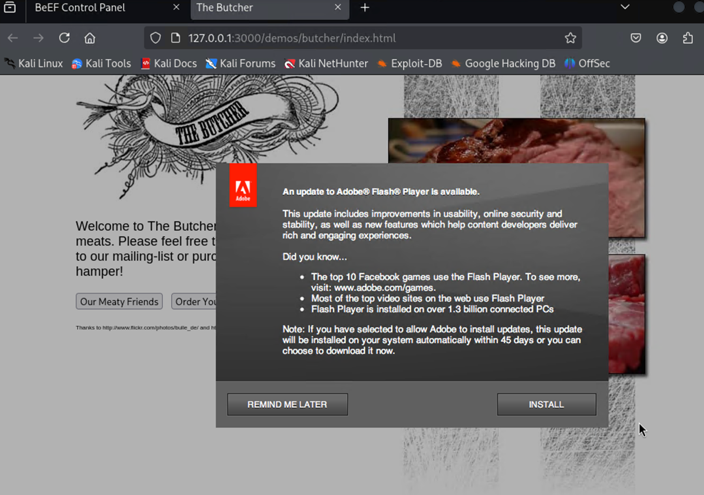 BeEF Control Panel
The Butcher
127.0.0.1:3000/demos/butcher/index.html
Kali Linux Kali Tools Kali Docs Kali Forums Kali NetHunter Exploit-DB Google Hacking DB OffSec
THE BUTCHER
Adobe
An update to Adobe® Flash® Player is available.
This update includes improvements in usability, online security and
stability, as well as new features which help content developers deliver
rich and engaging experiences.
Did you know...
• The top 10 Facebook games use the Flash Player. To see more,
visit: www.adobe.com/games.
• Most of the top video sites on the web use Flash Player
• Flash Player is installed on over 1.3 billion connected PCs
Note: If you have selected to allow Adobe to install updates, this update
will be installed on your system automatically within 45 days or you can
choose to download it now.
REMIND ME LATER
INSTALL
Welcome to The Butcher
meats. Please feel free t
to our mailing-list or purc
hamper!
Our Meaty Friends
Order You
Thanks to http://www.flickr.com/photos/bulle_de/ and ht